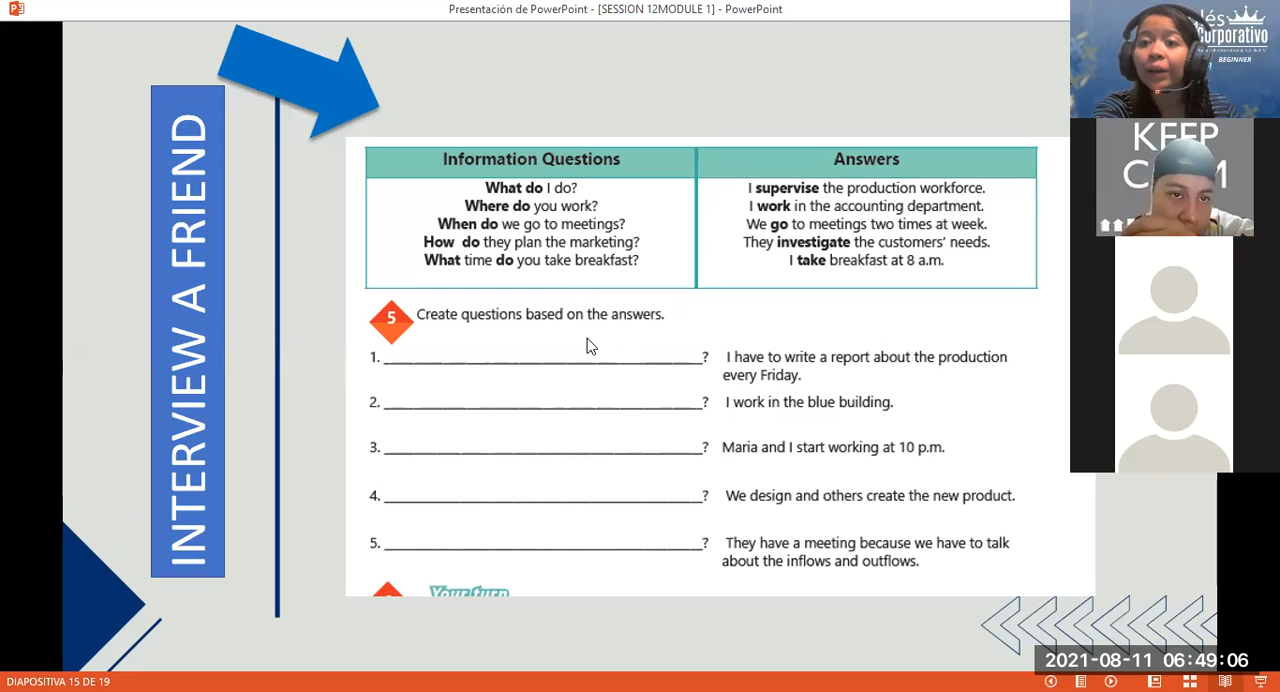 Presentación de PowerPoint - [SESSION 12MODULE 1] - PowerPoint
lés
Corporativo
BEGINNER
KEEP
INTERVIEW A FRIEND
Information Questions
Answers
What do I do?
I supervise the production workforce.
Where do you work?
I work in the accounting department.
When do we go to meetings?
We go to meetings two times at week.
How do they plan the marketing?
They investigate the customers' needs.
What time do you take breakfast?
I take breakfast at 8 a.m.
5 Create questions based on the answers.
1. ______________________________? I have to write a report about the production
every Friday.
2. ______________________________? I work in the blue building.
3. ______________________________? Maria and I start working at 10 p.m.
4. ______________________________? We design and others create the new product.
5. ______________________________? They have a meeting because we have to talk
about the inflows and outflows.
Your turn
2021-08-11 06:49:06
DIAPOSITIVA 15 DE 19